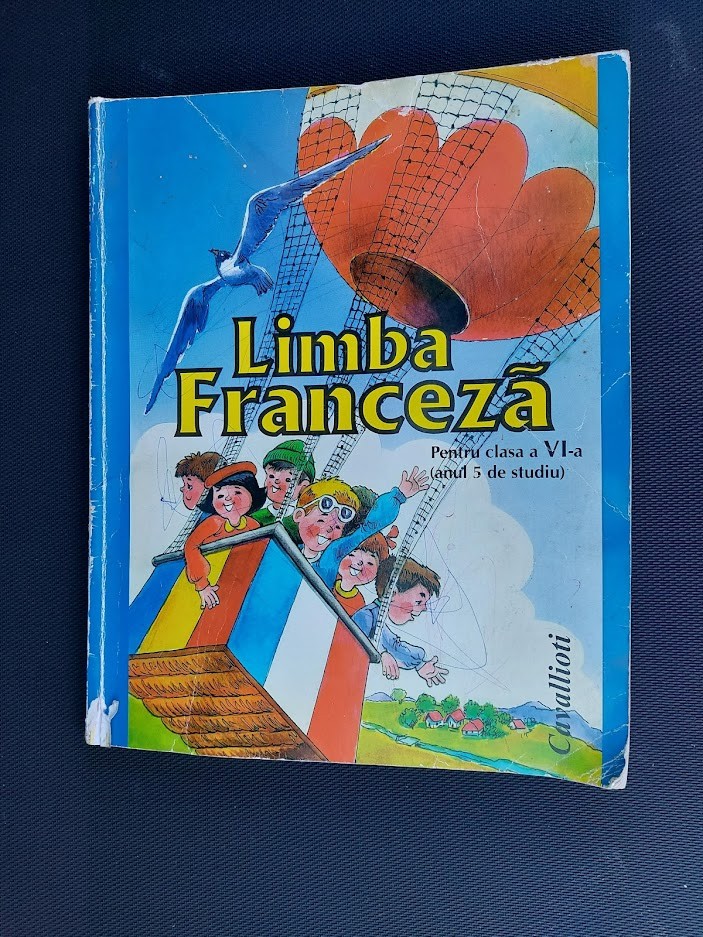 Limba
Franceză
Pentru clasa a VI-a
(anul 5 de studiu)
Cavallioti